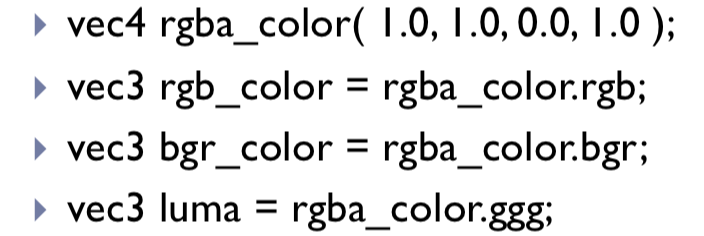 vec4 rgba_color( 1.0, 1.0, 0.0, 1.0 );
vec3 rgb_color = rgba_color.rgb;
vec3 bgr_color = rgba_color.bgr;
vec3 luma = rgba_color.ggg;